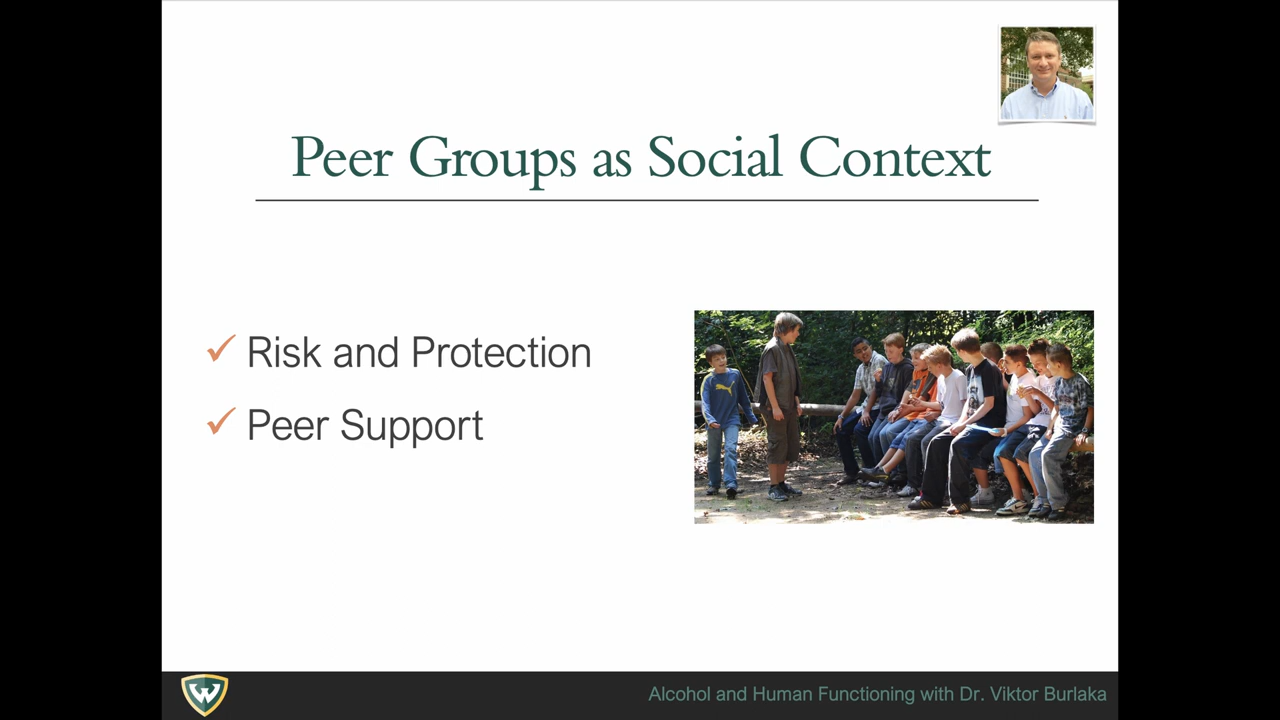 Peer Groups as Social Context
Risk and Protection
Peer Support
Alcohol and Human Functioning with Dr. Viktor Burlaka